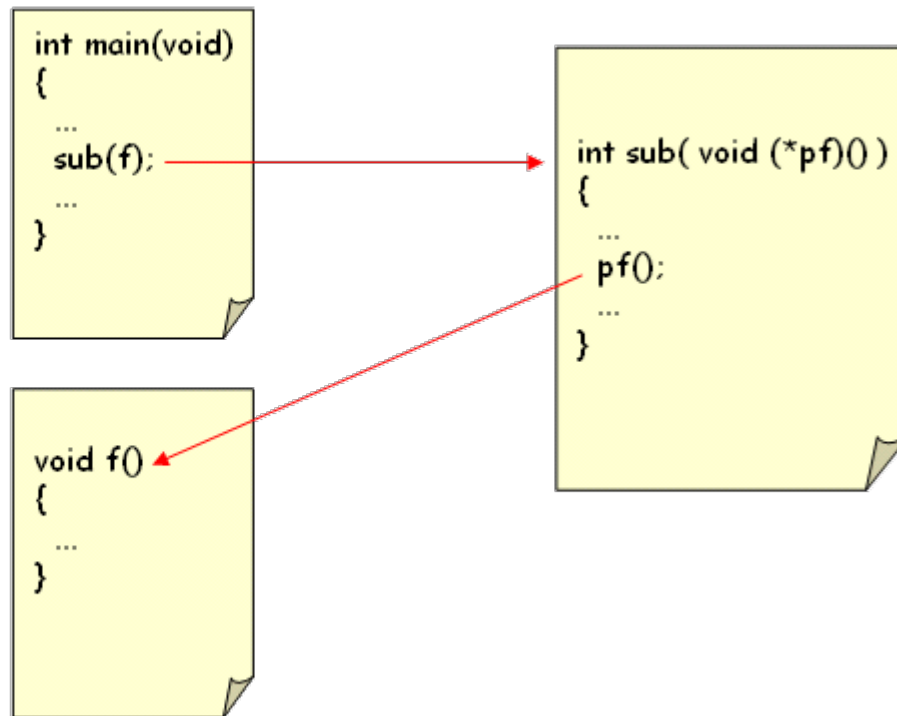 int main(void)
{
...
sub(f);
...
}
int sub( void (*pf)() )
{
...
pf();
...
}
void f()
{
...
}